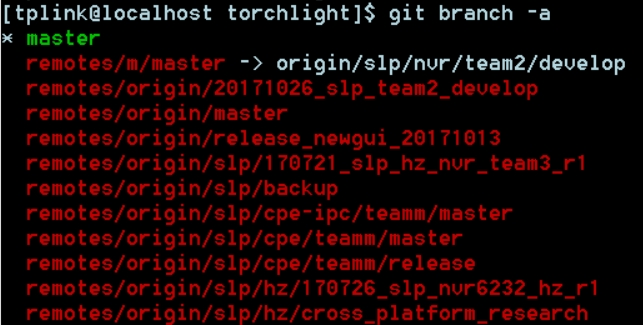 [tplink@localhost torchlight]$ git branch -a
* master
remotes/m/master -> origin/slp/nvr/team2/develop
remotes/origin/20171026_slp_team2_develop
remotes/origin/master
remotes/origin/release_newgui_20171013
remotes/origin/slp/170721_slp_hz_nvr_team3_r1
remotes/origin/slp/backup
remotes/origin/slp/cpe-ipc/teamm/master
remotes/origin/slp/cpe/teamm/master
remotes/origin/slp/cpe/teamm/release
remotes/origin/slp/hz/170726_slp_nvr6232_hz_r1
remotes/origin/slp/hz/cross_platform_research